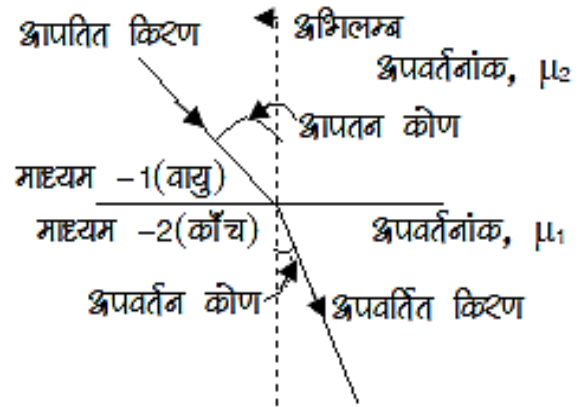 आपतित किरण
अभिलम्ब
अपवर्तनांक, μ₂
आपतन कोण
माध्यम -1(वायु)
माध्यम -2(काँच)
अपवर्तनांक, μ₁
अपवर्तन कोण
अपवर्तित किरण